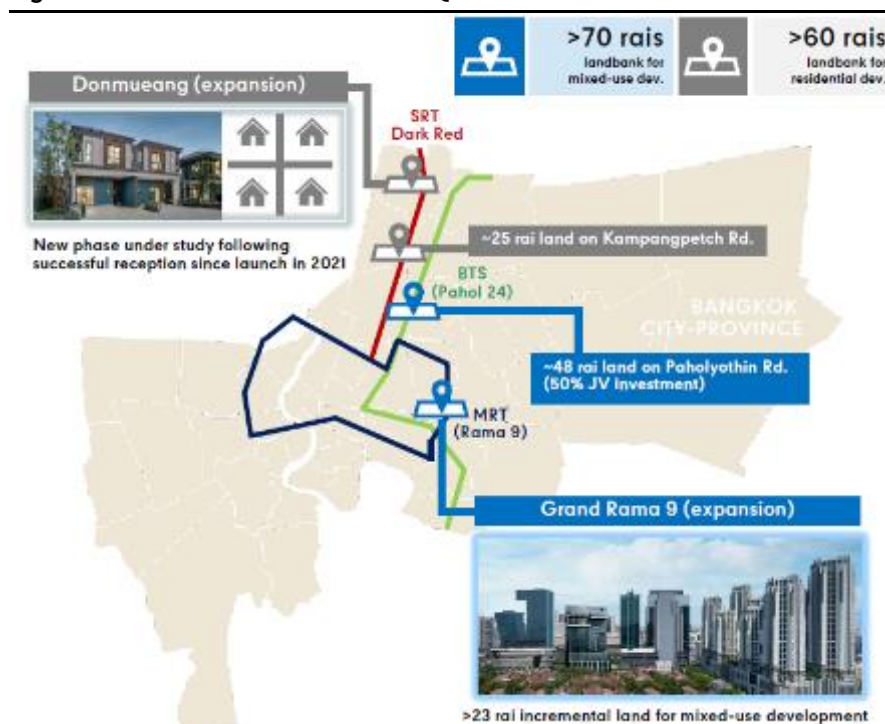 >70 rais
landbank for
mixed-use dev.
>60 rais
landbank for
residential dev.
Donmueang (expansion)
New phase under study following
successful reception since launch in 2021
SRT
Dark Red
~25 rai land on Kampangpetch Rd.
BTS
(Pahol 24)
BANGKOK
CITY-PROVINCE
~48 rai land on Paholyothin Rd.
(50% JV investment)
MRT
(Rama 9)
Grand Rama 9 (expansion)
>23 rai incremental land for mixed-use development